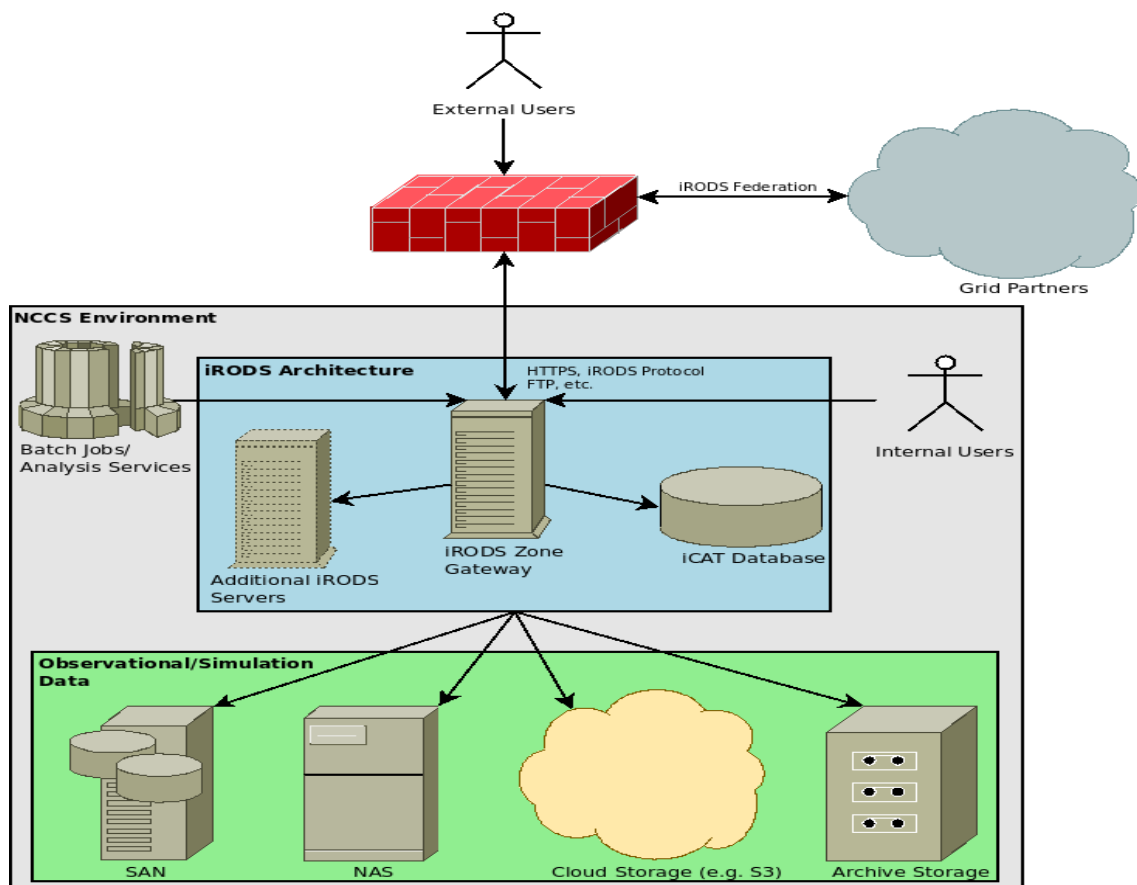 External Users
iRODS Federation
Grid Partners
NCCS Environment
iRODS Architecture
HTTPS, iRODS Protocol
FTP, etc.
Batch Jobs/
Analysis Services
Internal Users
iRODS Zone
Gateway
iCAT Database
Additional iRODS
Servers
Observational/Simulation
Data
SAN
NAS
Cloud Storage (e.g. S3)
Archive Storage